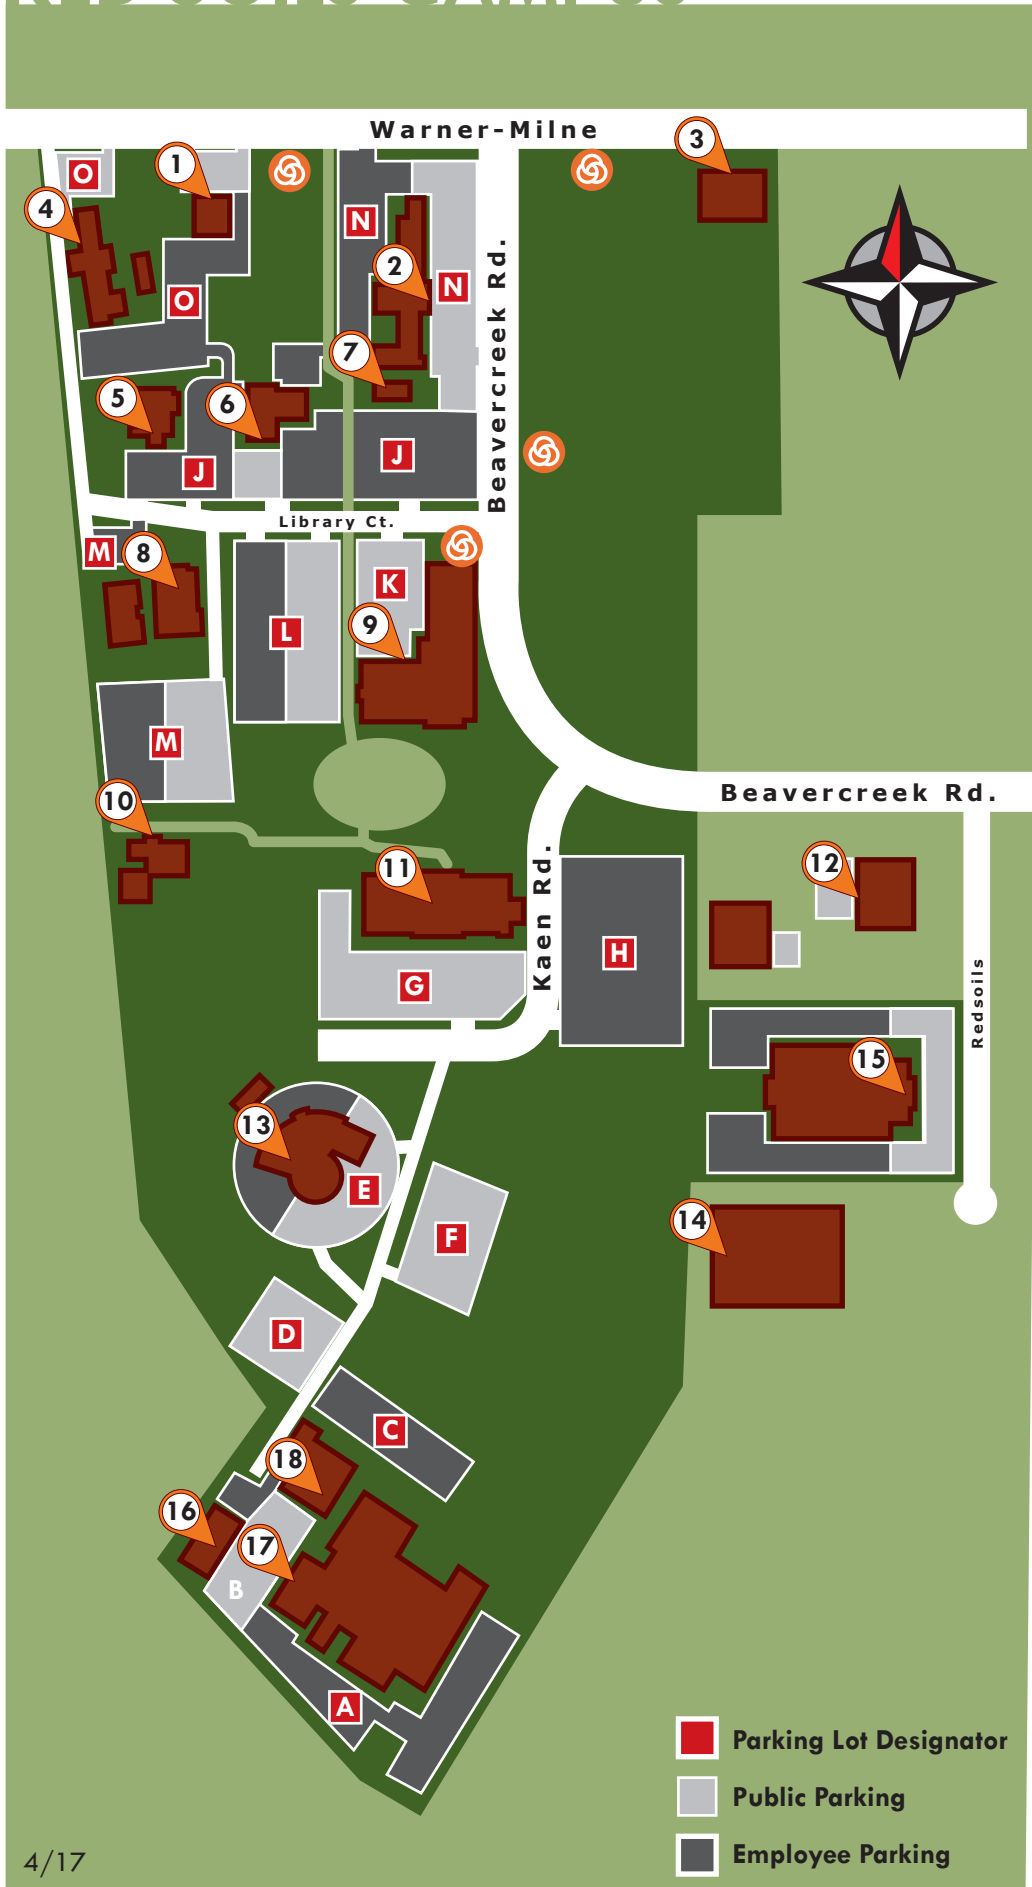 Warner-Milne
3
1
O
4
N
2
N
O
7
Beavercreek Rd.
5
6
J
J
Library Ct.
M
8
K
9
L
M
10
Beavercreek Rd.
11
12
Kaen Rd.
H
G
Redsoils
15
13
E
14
F
D
C
18
16
17
B
A
Parking Lot Designator
Public Parking
Employee Parking
4/17